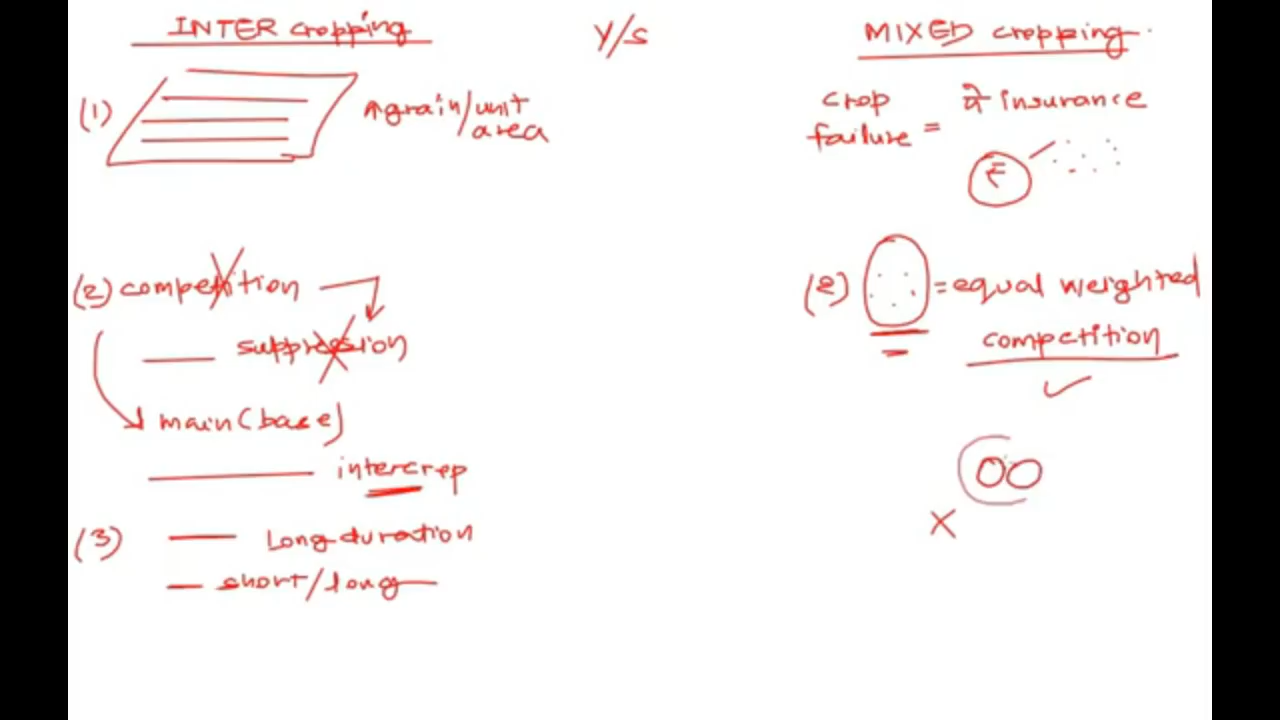 INTER cropping
Y/S
MIXED cropping
(1)
↑grain/unit
area
crop
failure =
insurance
₹
(2) competition
suppression
main(base)
intercrop
(3) Long duration
short/long
(2) = equal weighted
competition